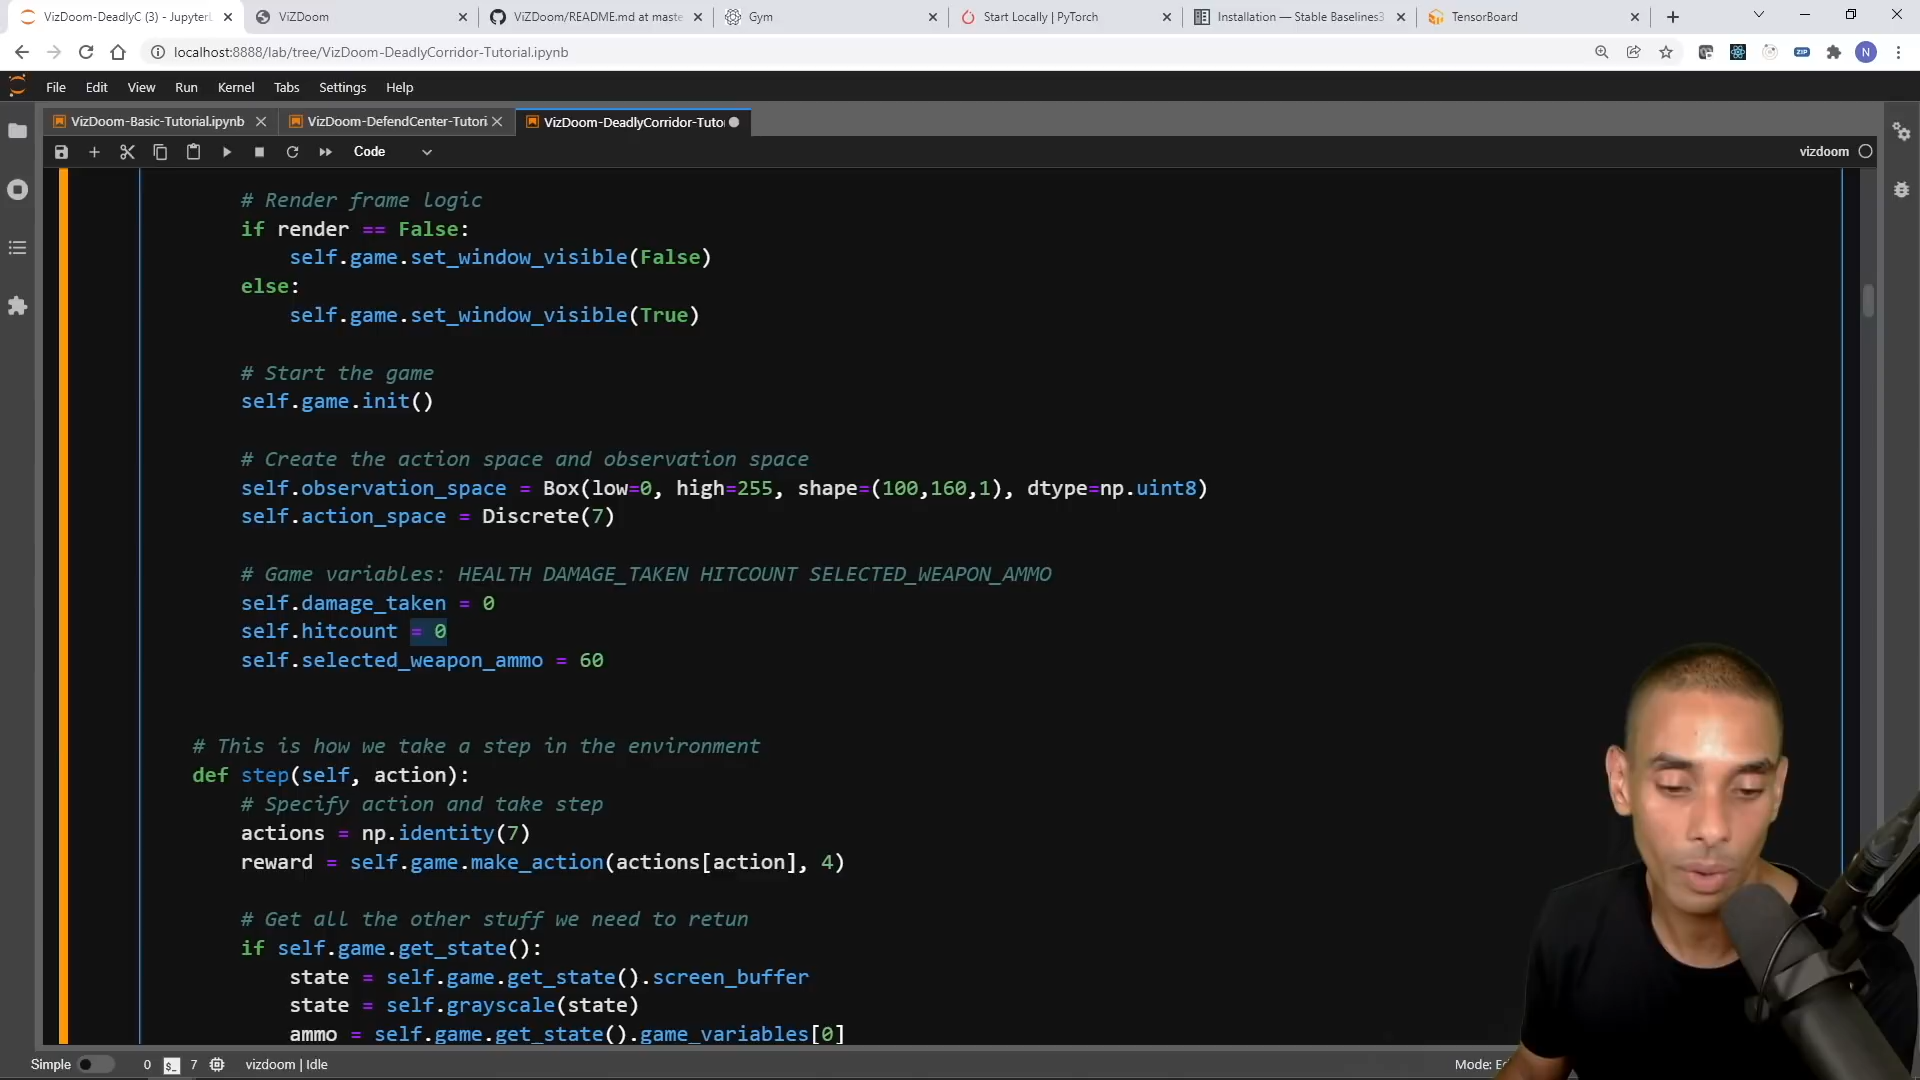 VizDoom-DeadlyC (3) - JupyterL
ViZDoom
ViZDoom/README.md at maste
Gym
Start Locally | PyTorch
Installation — Stable Baselines3
TensorBoard
localhost:8888/lab/tree/VizDoom-DeadlyCorridor-Tutorial.ipynb
ZIP
N
File Edit View Run Kernel Tabs Settings Help
VizDoom-Basic-Tutorial.ipynb
VizDoom-DefendCenter-Tutori
VizDoom-DeadlyCorridor-Tuto
Code
vizdoom
# Render frame logic
if render == False:
self.game.set_window_visible(False)
else:
self.game.set_window_visible(True)
# Start the game
self.game.init()
# Create the action space and observation space
self.observation_space = Box(low=0, high=255, shape=(100,160,1), dtype=np.uint8)
self.action_space = Discrete(7)
# Game variables: HEALTH DAMAGE_TAKEN HITCOUNT SELECTED_WEAPON_AMMO
self.damage_taken = 0
self.hitcount = 0
self.selected_weapon_ammo = 60
# This is how we take a step in the environment
def step(self, action):
# Specify action and take step
actions = np.identity(7)
reward = self.game.make_action(actions[action], 4)
# Get all the other stuff we need to retun
if self.game.get_state():
state = self.game.get_state().screen_buffer
state = self.grayscale(state)
ammo = self.game.get_state().game_variables[0]
Simple 0 $_ 7 vizdoom | Idle
Mode: E